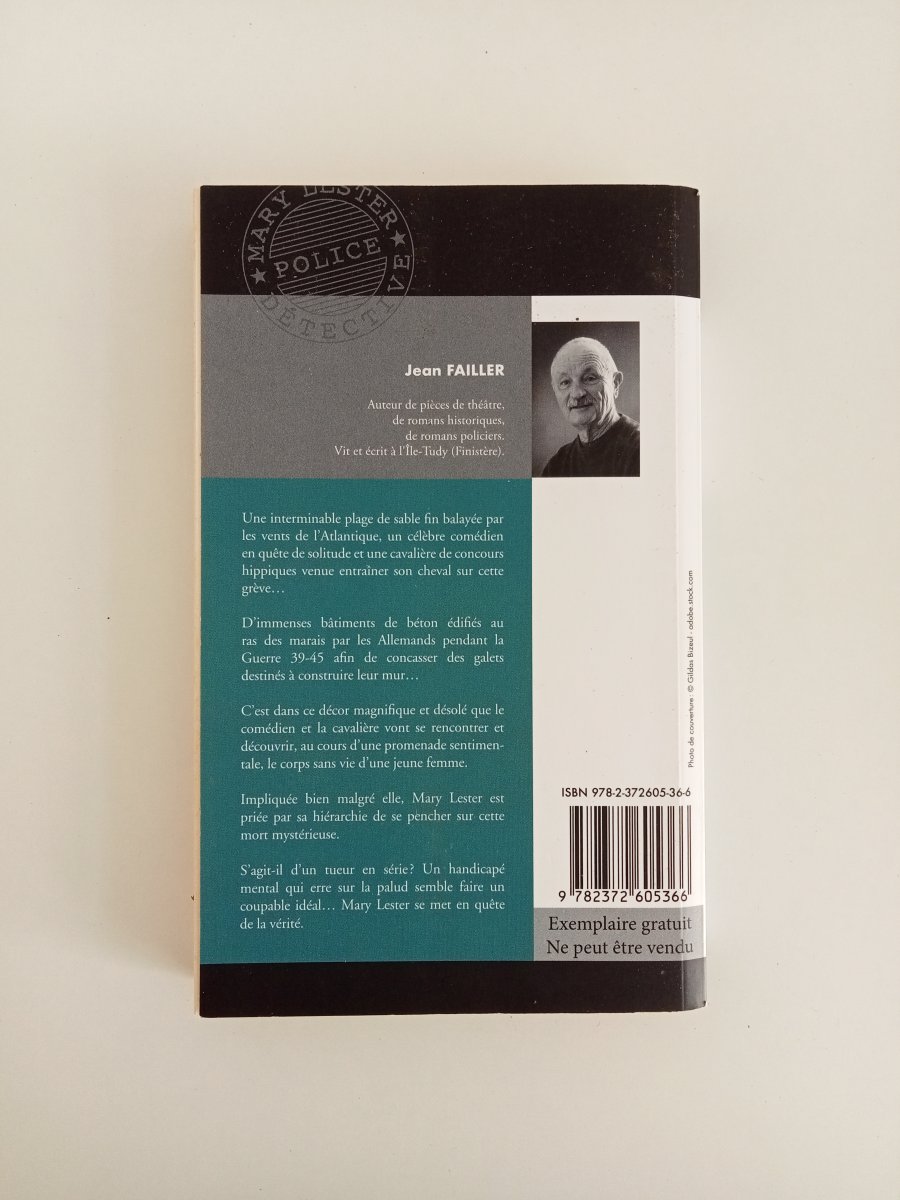 MARY LESTER
POLICE
DÉTECTIVE
Jean FAILLER
Auteur de pièces de théâtre,
de romans historiques,
de romans policiers.
Vit et écrit à l'Île-Tudy (Finistère).
Une interminable plage de sable fin balayée par
les vents de l'Atlantique, un célèbre comédien
en quête de solitude et une cavalière de concours
hippiques venue entraîner son cheval sur cette
grève…
D'immenses bâtiments de béton édifiés au
ras des marais par les Allemands pendant la
Guerre 39-45 afin de concasser des galets
destinés à construire leur mur…
C'est dans ce décor magnifique et désolé que le
comédien et la cavalière vont se rencontrer et
découvrir, au cours d'une promenade sentimen-
tale, le corps sans vie d'une jeune femme.
Impliquée bien malgré elle, Mary Lester est
priée par sa hiérarchie de se pencher sur cette
mort mystérieuse.
S'agit-il d'un tueur en série? Un handicapé
mental qui erre sur la palud semble faire un
coupable idéal… Mary Lester se met en quête
de la vérité.
Photo de couverture : © Gildas Bizeul - adobe.stock.com
ISBN 978-2-372605-36-6
9 782372 605366
Exemplaire gratuit
Ne peut être vendu